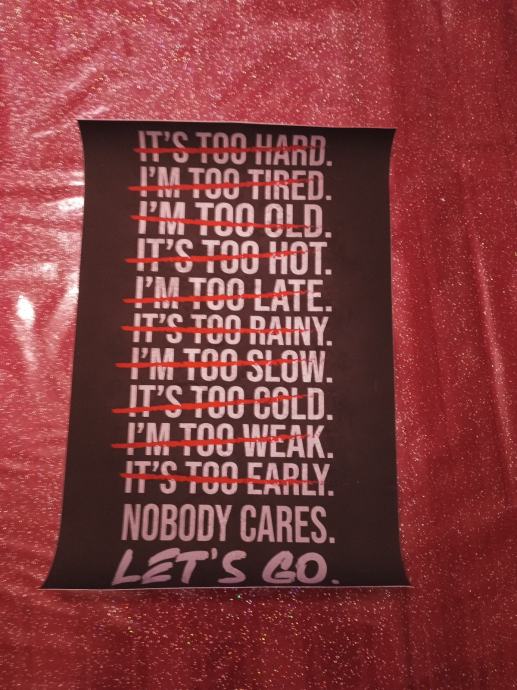 IT'S TOO HARD.
I'M TOO TIRED.
I'M TOO OLD.
IT'S TOO HOT.
I'M TOO LATE.
IT'S TOO RAINY.
I'M TOO SLOW.
IT'S TOO COLD.
I'M TOO WEAK.
IT'S TOO EARLY.
NOBODY CARES.
LET'S GO.